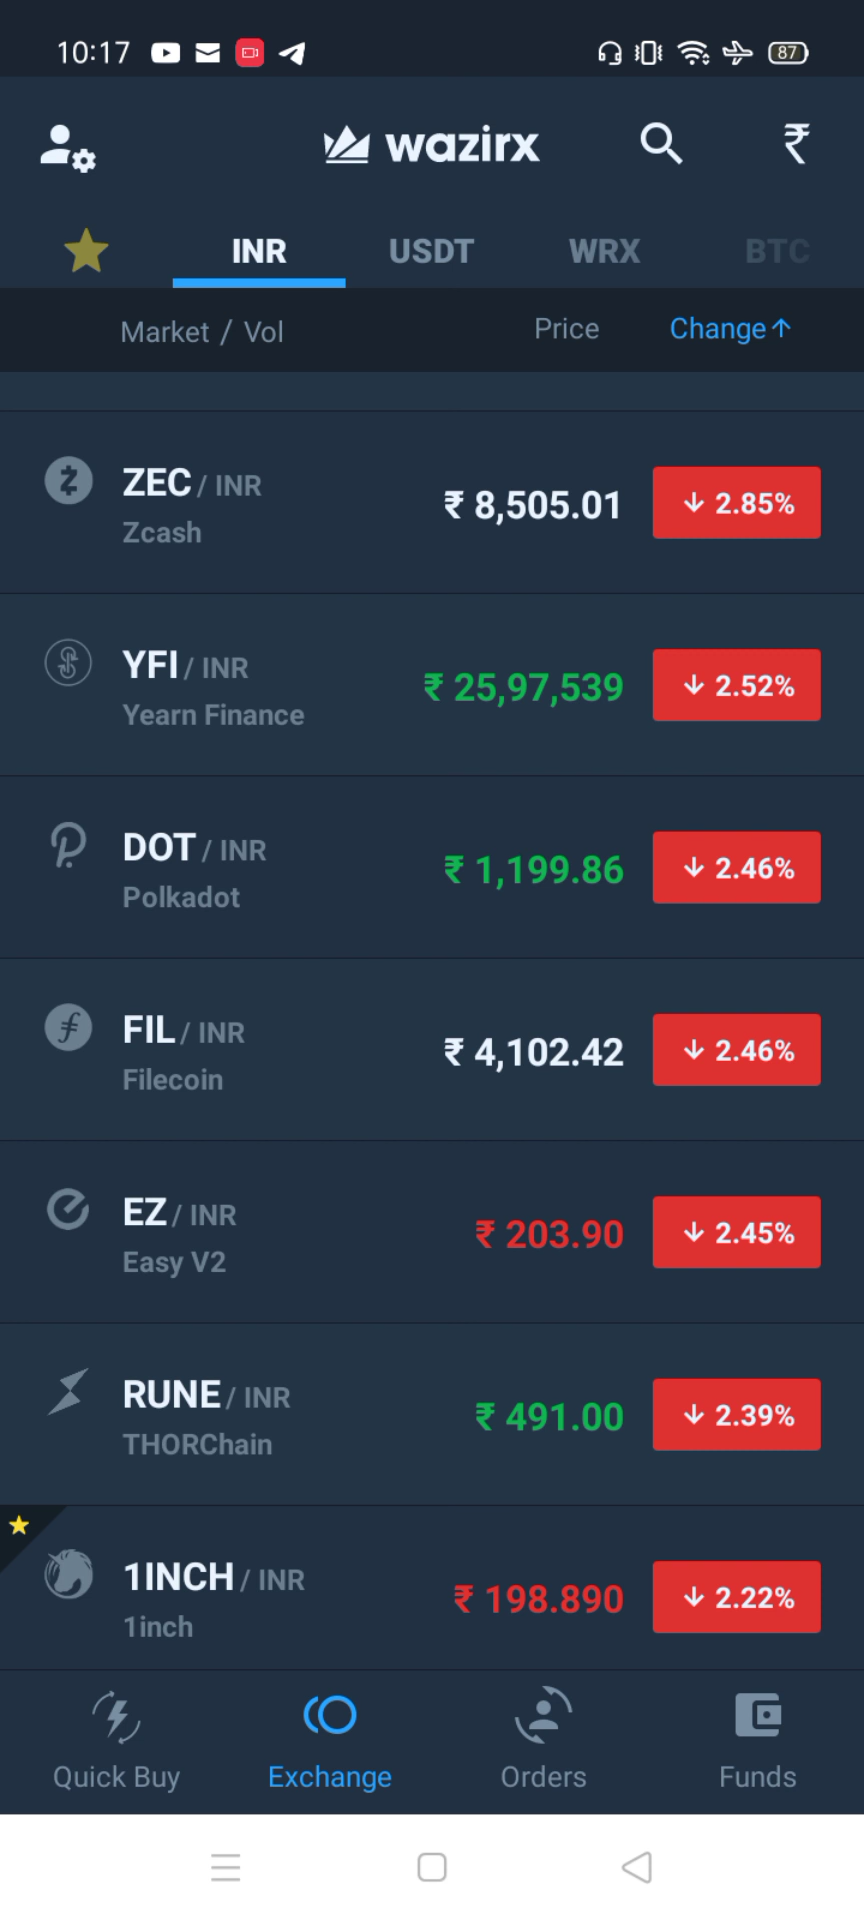 10:17 87
wazirx ₹
INR USDT WRX BTC
Market / Vol Price Change↑
ZEC / INR
₹ 8,505.01 ↓ 2.85%
Zcash
YFI / INR
₹ 25,97,539 ↓ 2.52%
Yearn Finance
DOT / INR
₹ 1,199.86 ↓ 2.46%
Polkadot
FIL / INR
₹ 4,102.42 ↓ 2.46%
Filecoin
EZ / INR
₹ 203.90 ↓ 2.45%
Easy V2
RUNE / INR
₹ 491.00 ↓ 2.39%
THORChain
1INCH / INR
₹ 198.890 ↓ 2.22%
1inch
Quick Buy Exchange Orders Funds